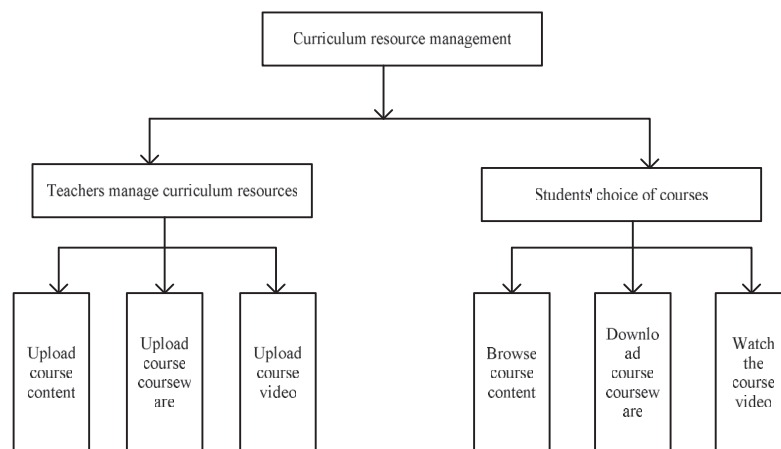 Curriculum resource management
Teachers manage curriculum resources
Students' choice of courses
Upload
course
content
Upload
course
coursew
are
Upload
course
video
Browse
course
content
Downlo
ad
course
coursew
are
Watch
the
course
video